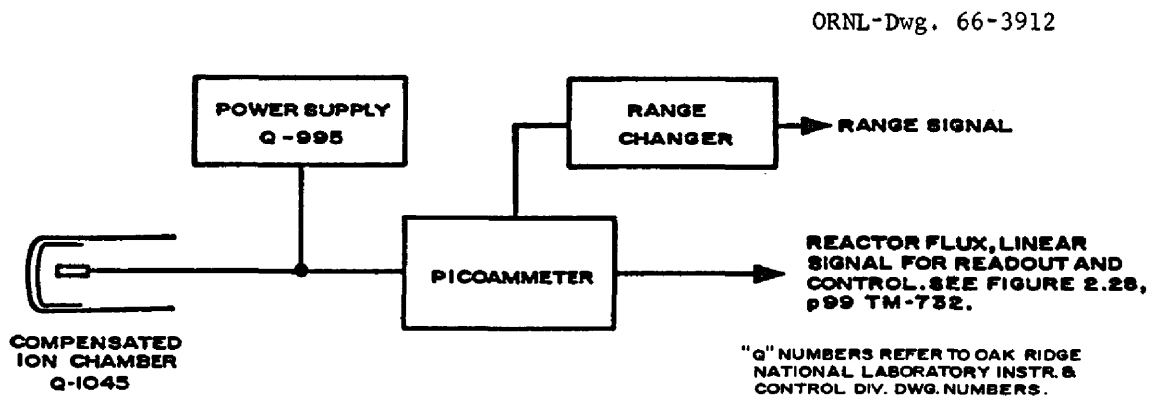 ORNL-Dwg. 66-3912
POWER SUPPLY
Q-995
RANGE
CHANGER
RANGE SIGNAL
PICOAMMETER
REACTOR FLUX, LINEAR
SIGNAL FOR READOUT AND
CONTROL. SEE FIGURE 2.28,
p99 TM-732.
COMPENSATED
ION CHAMBER
Q-1045
"Q" NUMBERS REFER TO OAK RIDGE
NATIONAL LABORATORY INSTR. &
CONTROL DIV. DWG. NUMBERS.